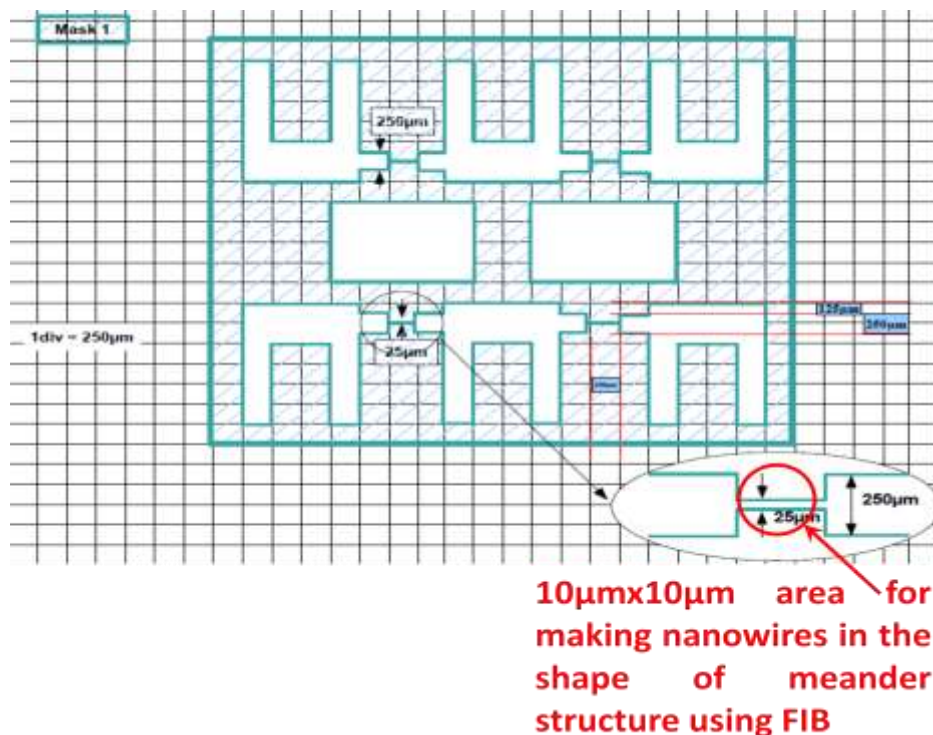 Mask 1
250µm
1div = 250µm
25µm
125µm
250µm
250µm
25µm
10µmx10µm area for
making nanowires in the
shape of meander
structure using FIB